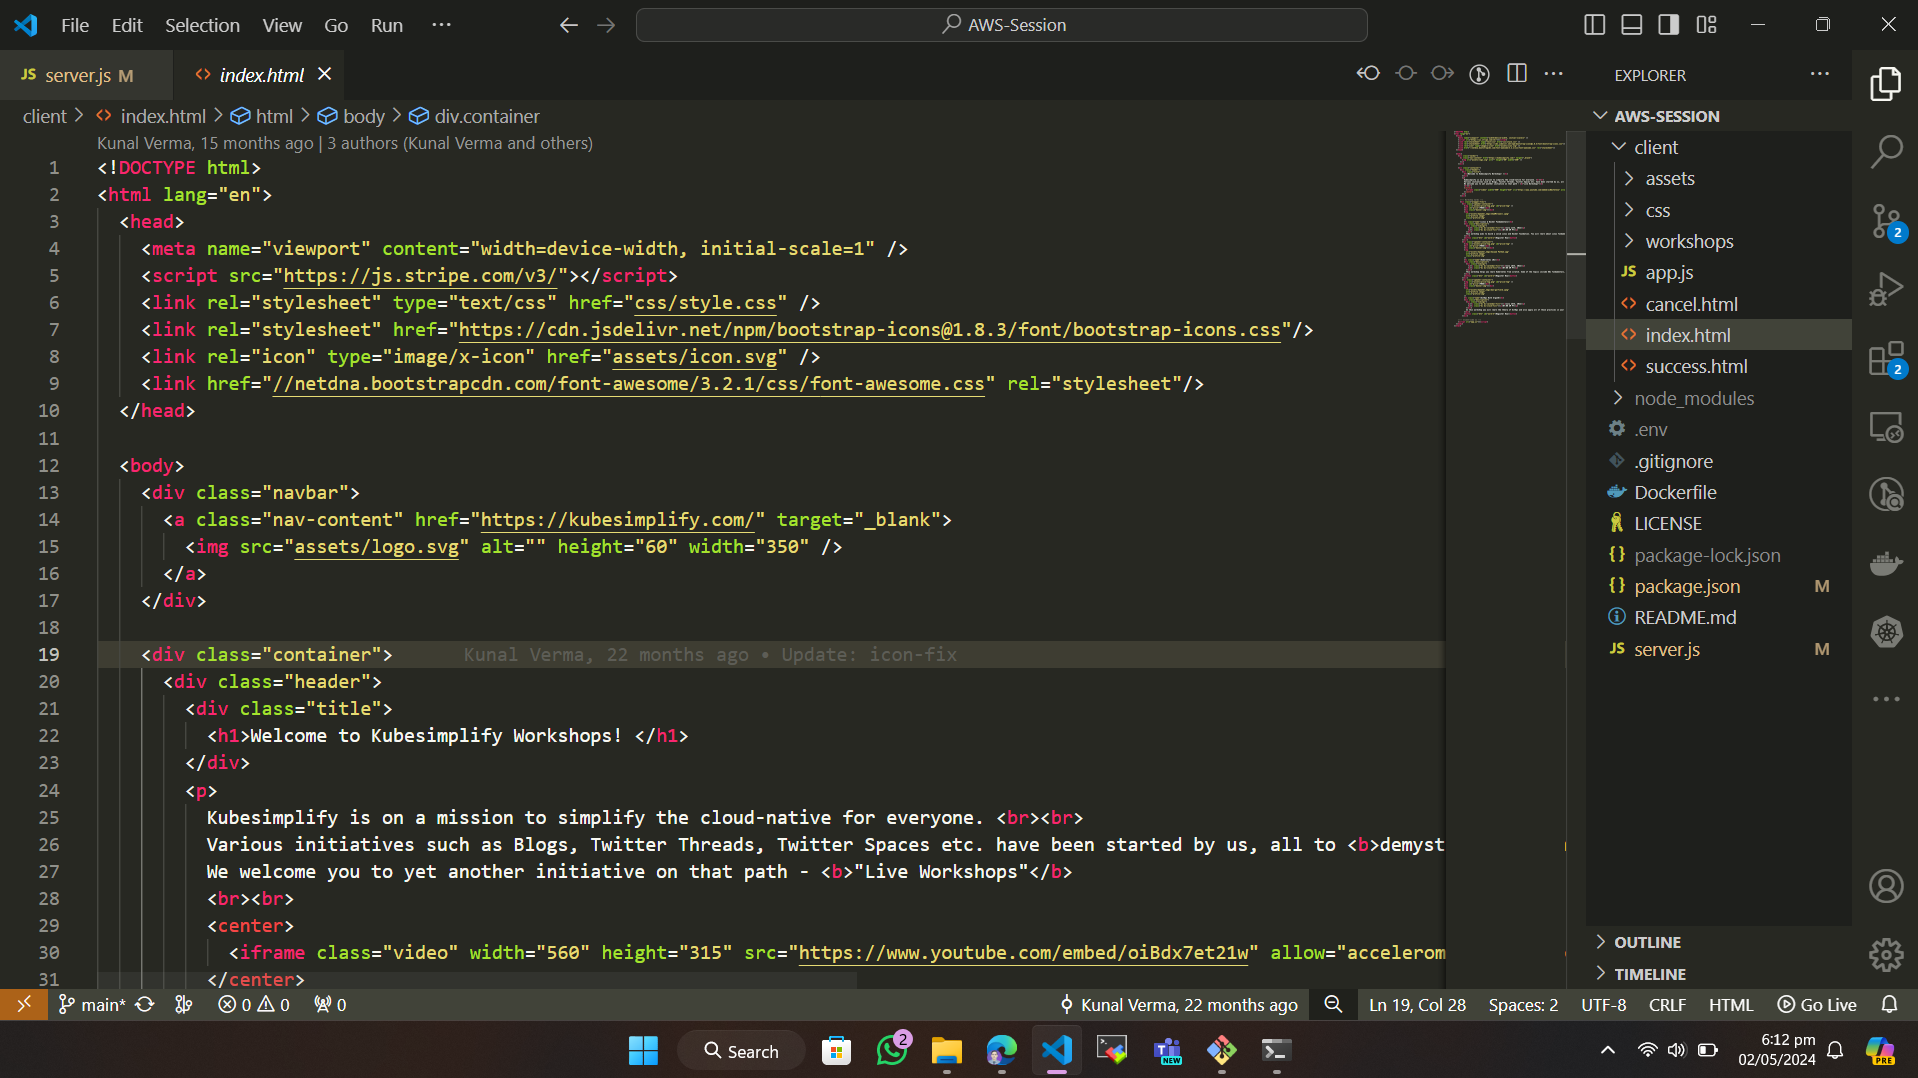 File Edit Selection View Go Run ···
AWS-Session
JS server.js M
<> index.html
client > <> index.html > html > body > div.container
Kunal Verma, 15 months ago | 3 authors (Kunal Verma and others)
1 <!DOCTYPE html>
2 <html lang="en">
3 <head>
4 <meta name="viewport" content="width=device-width, initial-scale=1" />
5 <script src="https://js.stripe.com/v3/"></script>
6 <link rel="stylesheet" type="text/css" href="css/style.css" />
7 <link rel="stylesheet" href="https://cdn.jsdelivr.net/npm/bootstrap-icons@1.8.3/font/bootstrap-icons.css"/>
8 <link rel="icon" type="image/x-icon" href="assets/icon.svg" />
9 <link href="//netdna.bootstrapcdn.com/font-awesome/3.2.1/css/font-awesome.css" rel="stylesheet"/>
10 </head>
11
12 <body>
13 <div class="navbar">
14 <a class="nav-content" href="https://kubesimplify.com/" target="_blank">
15 <img src="assets/logo.svg" alt="" height="60" width="350" />
16 </a>
17 </div>
18
19 <div class="container"> Kunal Verma, 22 months ago • Update: icon-fix
20 <div class="header">
21 <div class="title">
22 <h1>Welcome to Kubesimplify Workshops! </h1>
23 </div>
24 <p>
25 Kubesimplify is on a mission to simplify the cloud-native for everyone. <br><br>
26 Various initiatives such as Blogs, Twitter Threads, Twitter Spaces etc. have been started by us, all to <b>demyst
27 We welcome you to yet another initiative on that path - <b>"Live Workshops"</b>
28 <br><br>
29 <center>
30 <iframe class="video" width="560" height="315" src="https://www.youtube.com/embed/oiBdx7et21w" allow="accelerom
31 </center>
EXPLORER ···
AWS-SESSION
client
assets
css
workshops
JS app.js
<> cancel.html
<> index.html
<> success.html
node_modules
.env
.gitignore
Dockerfile
LICENSE
{} package-lock.json
{} package.json M
README.md
JS server.js M
OUTLINE
TIMELINE
2
2
main* 0 0 0
Kunal Verma, 22 months ago Ln 19, Col 28 Spaces: 2 UTF-8 CRLF HTML Go Live
Search
2
NEW
6:12 pm
02/05/2024
PRE